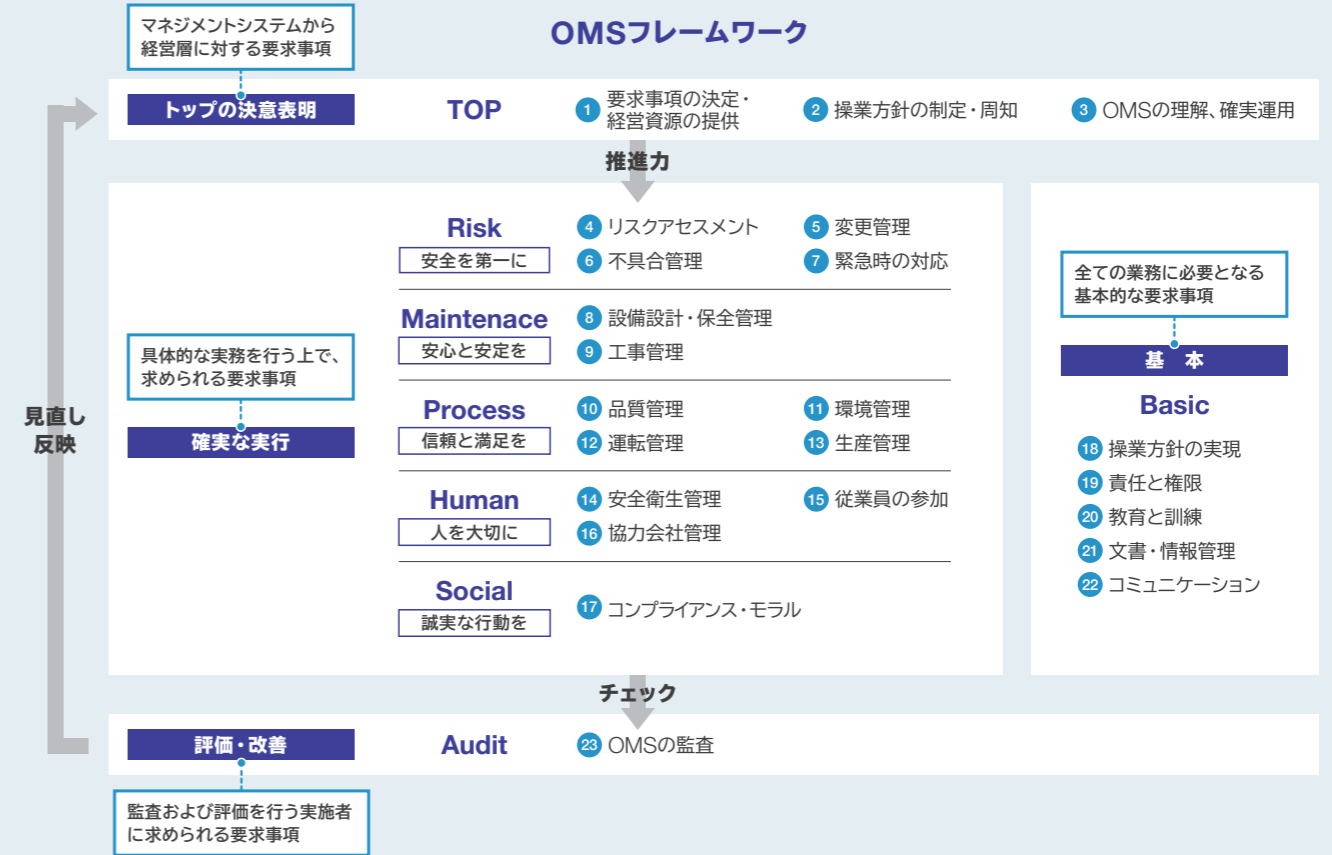 マネジメントシステムから
経営層に対する要求事項
OMSフレームワーク
トップの決意表明
TOP
1 要求事項の決定・
経営資源の提供
2 操業方針の制定・周知
3 OMSの理解、確実運用
推進力
見直し
反映
具体的な実務を行う上で、
求められる要求事項
確実な実行
Risk
安全を第一に
4 リスクアセスメント
5 変更管理
6 不具合管理
7 緊急時の対応
Maintenace
安心と安定を
8 設備設計・保全管理
9 工事管理
Process
信頼と満足を
10 品質管理
11 環境管理
12 運転管理
13 生産管理
Human
人を大切に
14 安全衛生管理
15 従業員の参加
16 協力会社管理
Social
誠実な行動を
17 コンプライアンス・モラル
全ての業務に必要となる
基本的な要求事項
基 本
Basic
18 操業方針の実現
19 責任と権限
20 教育と訓練
21 文書・情報管理
22 コミュニケーション
チェック
評価・改善
Audit
23 OMSの監査
監査および評価を行う実施者
に求められる要求事項